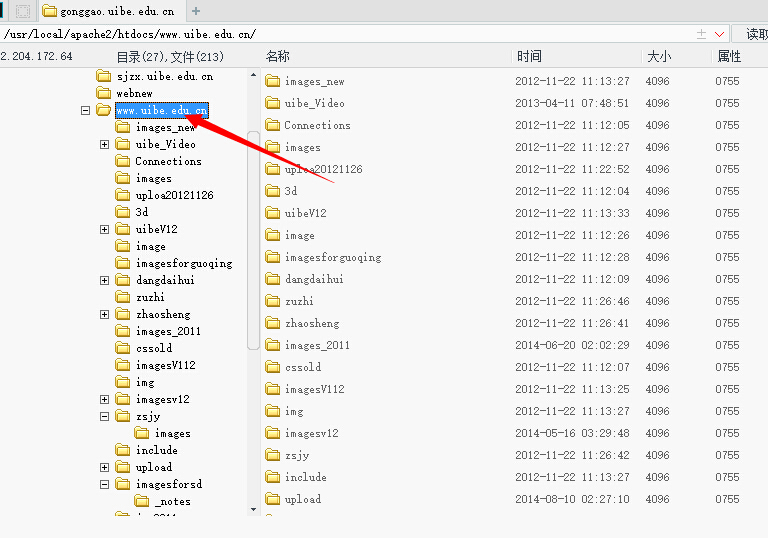 gonggao.uibe.edu.cn
/usr/local/apache2/htdocs/www.uibe.edu.cn/
读取
2.204.172.64
目录(27),文件(213)
名称 时间 大小 属性
sjzx.uibe.edu.cn
webnew
www.uibe.edu.cn
images_new
uibe_Video
Connections
images
uploa20121126
3d
uibeV12
image
imagesforguoqing
dangdaihui
zuzhi
zhaosheng
images_2011
cssold
imagesV112
img
imagesv12
zsjy
images
include
upload
imagesforsd
_notes
images_new 2012-11-22 11:13:27 4096 0755
uibe_Video 2013-04-11 07:48:51 4096 0755
Connections 2012-11-22 11:12:05 4096 0755
images 2012-11-22 11:12:27 4096 0755
uploa20121126 2012-11-22 11:22:52 4096 0755
3d 2012-11-22 11:12:04 4096 0755
uibeV12 2012-11-22 11:13:33 4096 0755
image 2012-11-22 11:12:26 4096 0755
imagesforguoqing 2012-11-22 11:12:28 4096 0755
dangdaihui 2012-11-22 11:12:09 4096 0755
zuzhi 2012-11-22 11:26:46 4096 0755
zhaosheng 2012-11-22 11:26:41 4096 0755
images_2011 2014-06-20 02:02:29 4096 0755
cssold 2012-11-22 11:12:07 4096 0755
imagesV112 2012-11-22 11:13:25 4096 0755
img 2012-11-22 11:13:27 4096 0755
imagesv12 2014-05-16 03:29:48 4096 0755
zsjy 2012-11-22 11:26:42 4096 0755
include 2012-11-22 11:13:27 4096 0755
upload 2014-08-10 02:27:10 4096 0755